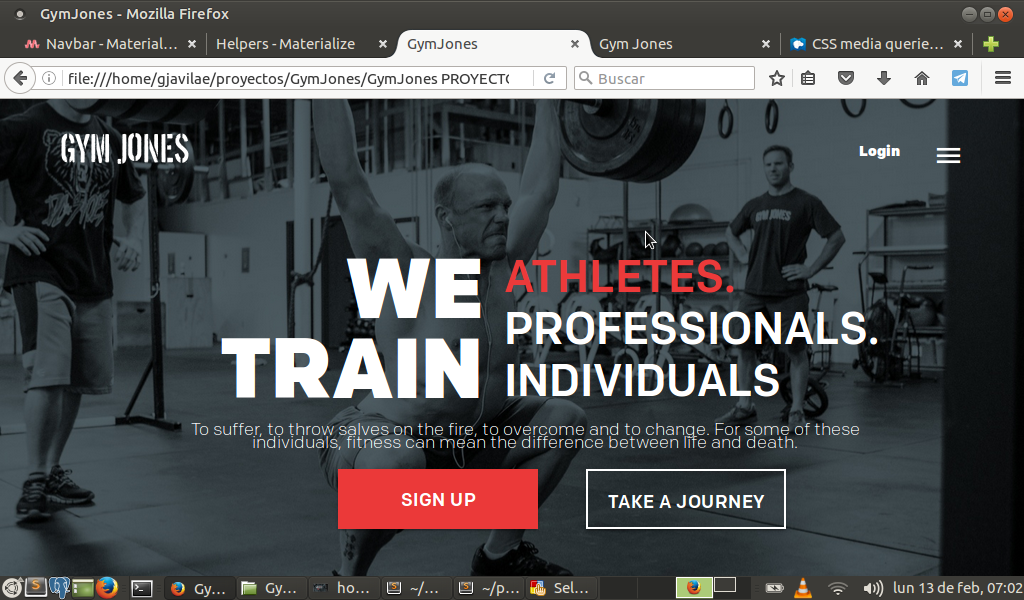 GymJones - Mozilla Firefox
Navbar - Material... Helpers - Materialize GymJones Gym Jones CSS media querie...
file:///home/gjavilae/proyectos/GymJones/GymJones PROYECTO Buscar
GYM JONES
Login
GYM JONES
WE
TRAIN
ATHLETES.
PROFESSIONALS.
INDIVIDUALS
To suffer, to throw salves on the fire, to overcome and to change. For some of these
individuals, fitness can mean the difference between life and death.
SIGN UP
TAKE A JOURNEY
Gy... Gy... ho... ~/... ~/p... Sel... lun 13 de feb, 07:02